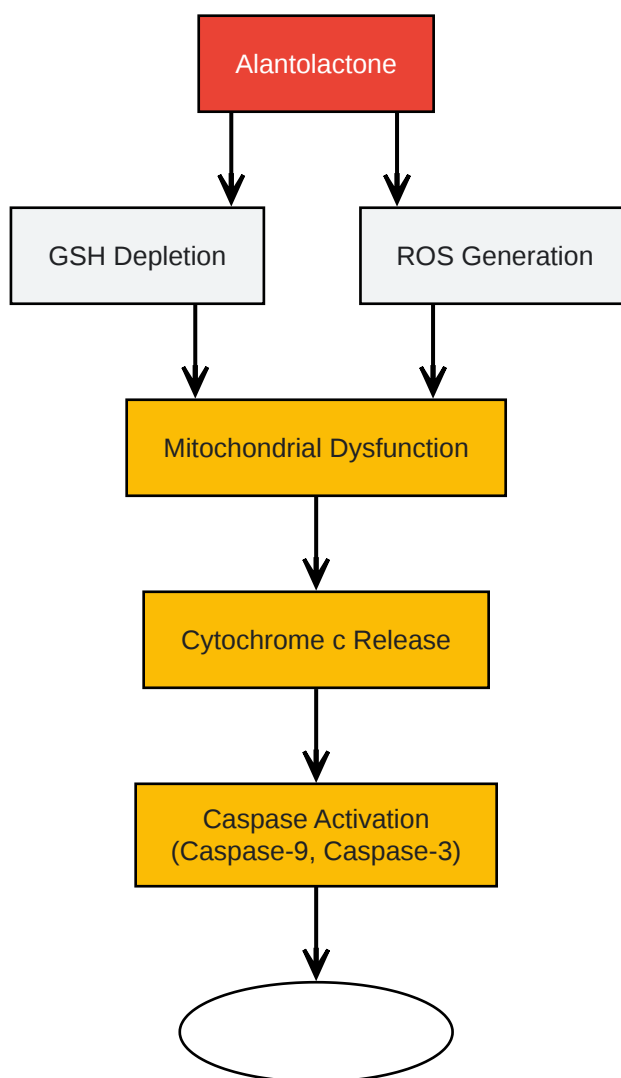 Alantolactone
GSH Depletion
ROS Generation
Mitochondrial Dysfunction
Cytochrome c Release
Caspase Activation
(Caspase-9, Caspase-3)